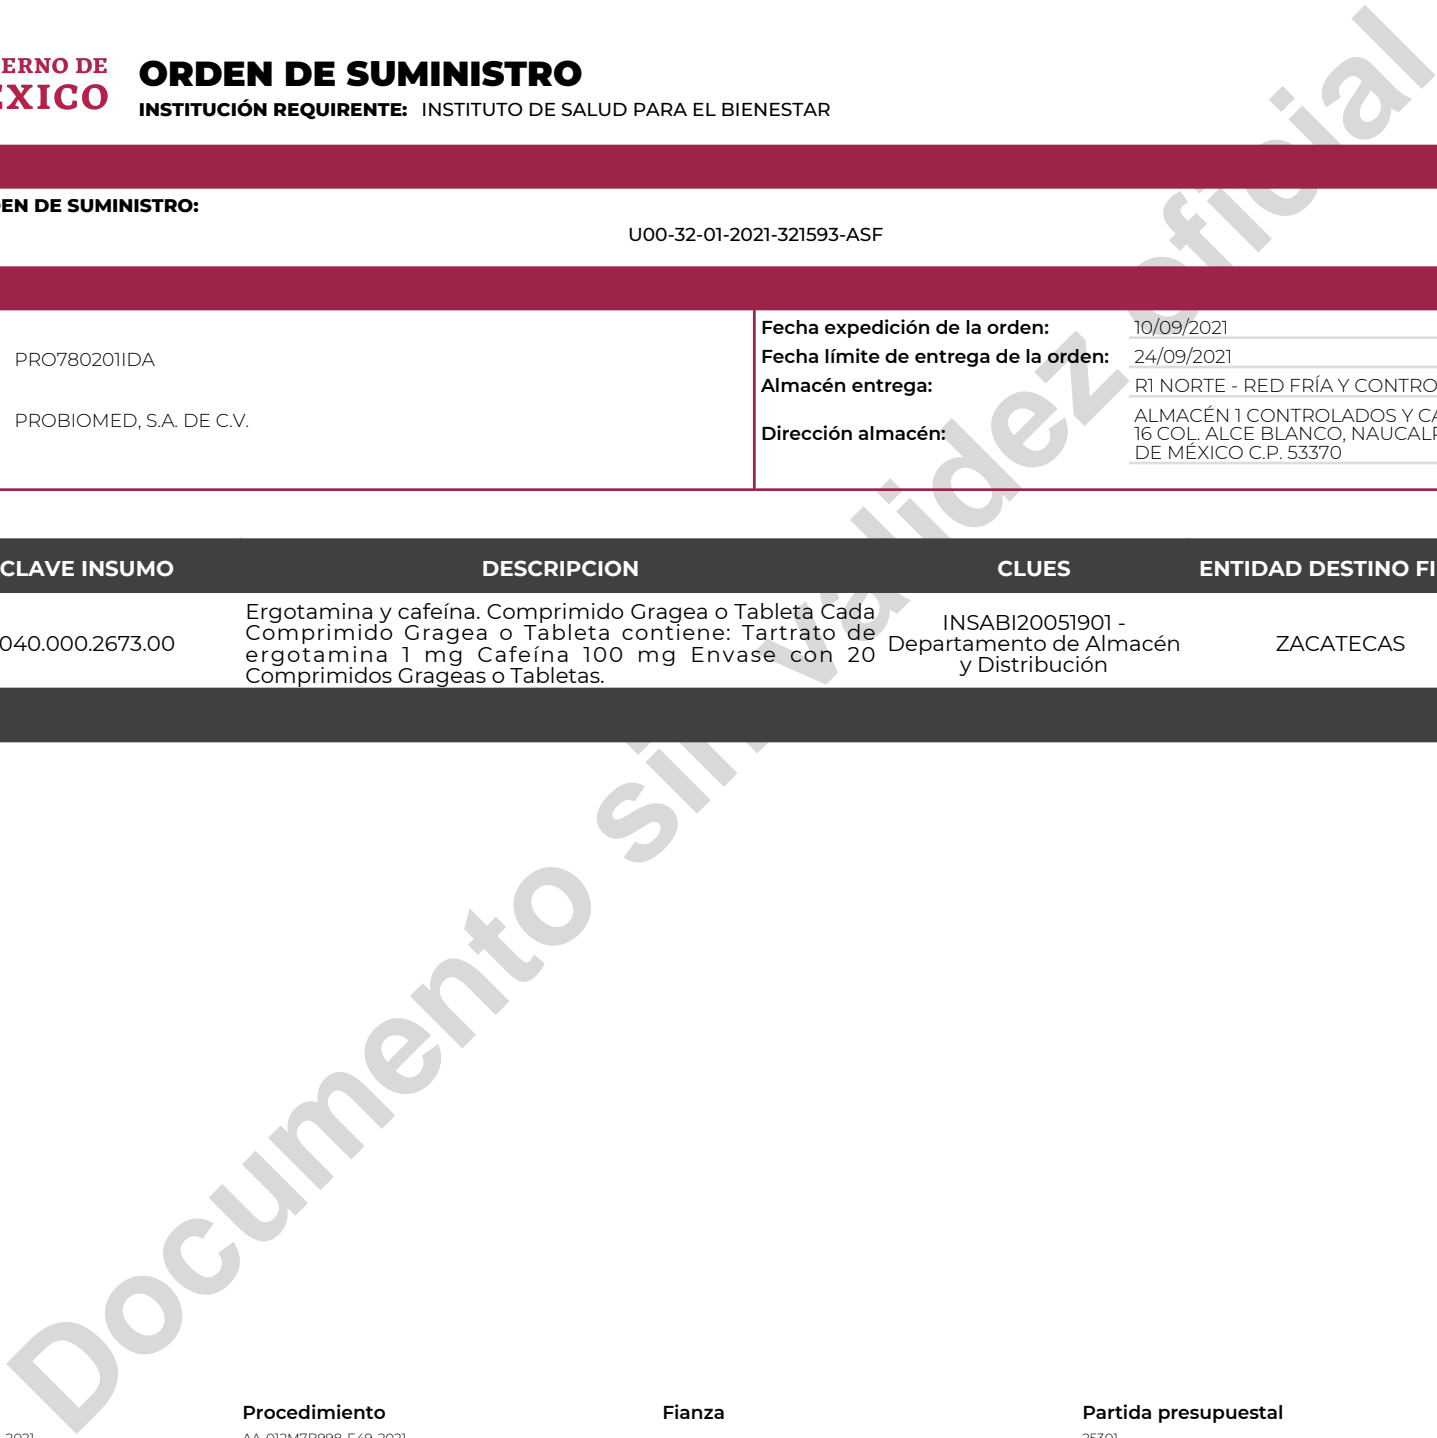 ERNO DE
ÉXICO
ORDEN DE SUMINISTRO
INSTITUCIÓN REQUIRENTE: INSTITUTO DE SALUD PARA EL BIENESTAR
EN DE SUMINISTRO:
U00-32-01-2021-321593-ASF
PRO780201IDA
PROBIOMED, S.A. DE C.V.
Fecha expedición de la orden: 10/09/2021
Fecha límite de entrega de la orden: 24/09/2021
Almacén entrega: R1 NORTE - RED FRÍA Y CONTRO
Dirección almacén:
ALMACÉN 1 CONTROLADOS Y CA
16 COL. ALCE BLANCO, NAUCALP
DE MÉXICO C.P. 53370
CLAVE INSUMO DESCRIPCION CLUES ENTIDAD DESTINO FI
040.000.2673.00
Ergotamina y cafeína. Comprimido Gragea o Tableta Cada
Comprimido Gragea o Tableta contiene: Tartrato de
ergotamina 1 mg Cafeína 100 mg Envase con 20
Comprimidos Grageas o Tabletas.
INSABI20051901 -
Departamento de Almacén
y Distribución
ZACATECAS
Documento sin validez oficial
Procedimiento Fianza Partida presupuestal